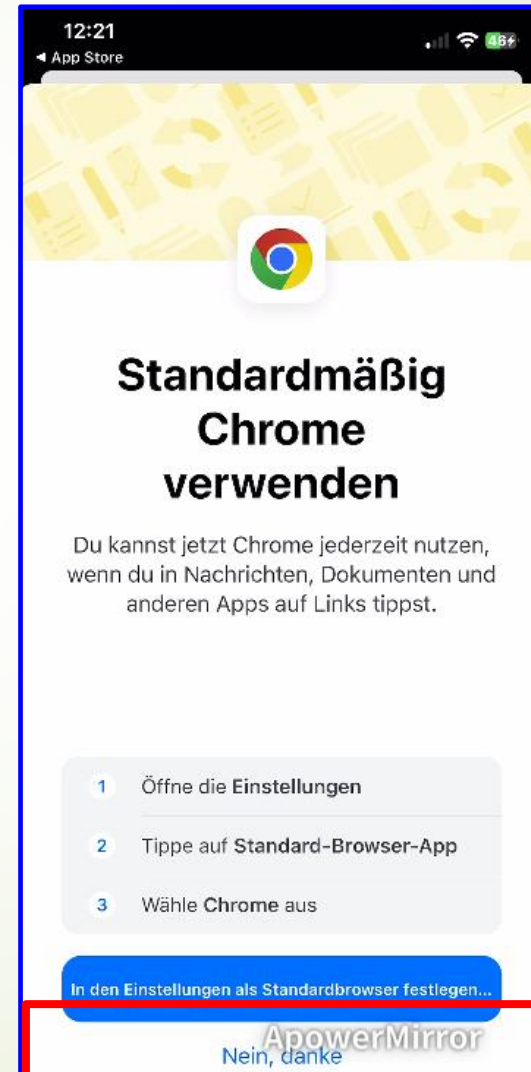 12:21
46
◀ App Store
Standardmäßig
Chrome
verwenden
Du kannst jetzt Chrome jederzeit nutzen,
wenn du in Nachrichten, Dokumenten und
anderen Apps auf Links tippst.
1 Öffne die Einstellungen
2 Tippe auf Standard-Browser-App
3 Wähle Chrome aus
In den Einstellungen als Standardbrowser festlegen...
ApowerMirror
Nein, danke